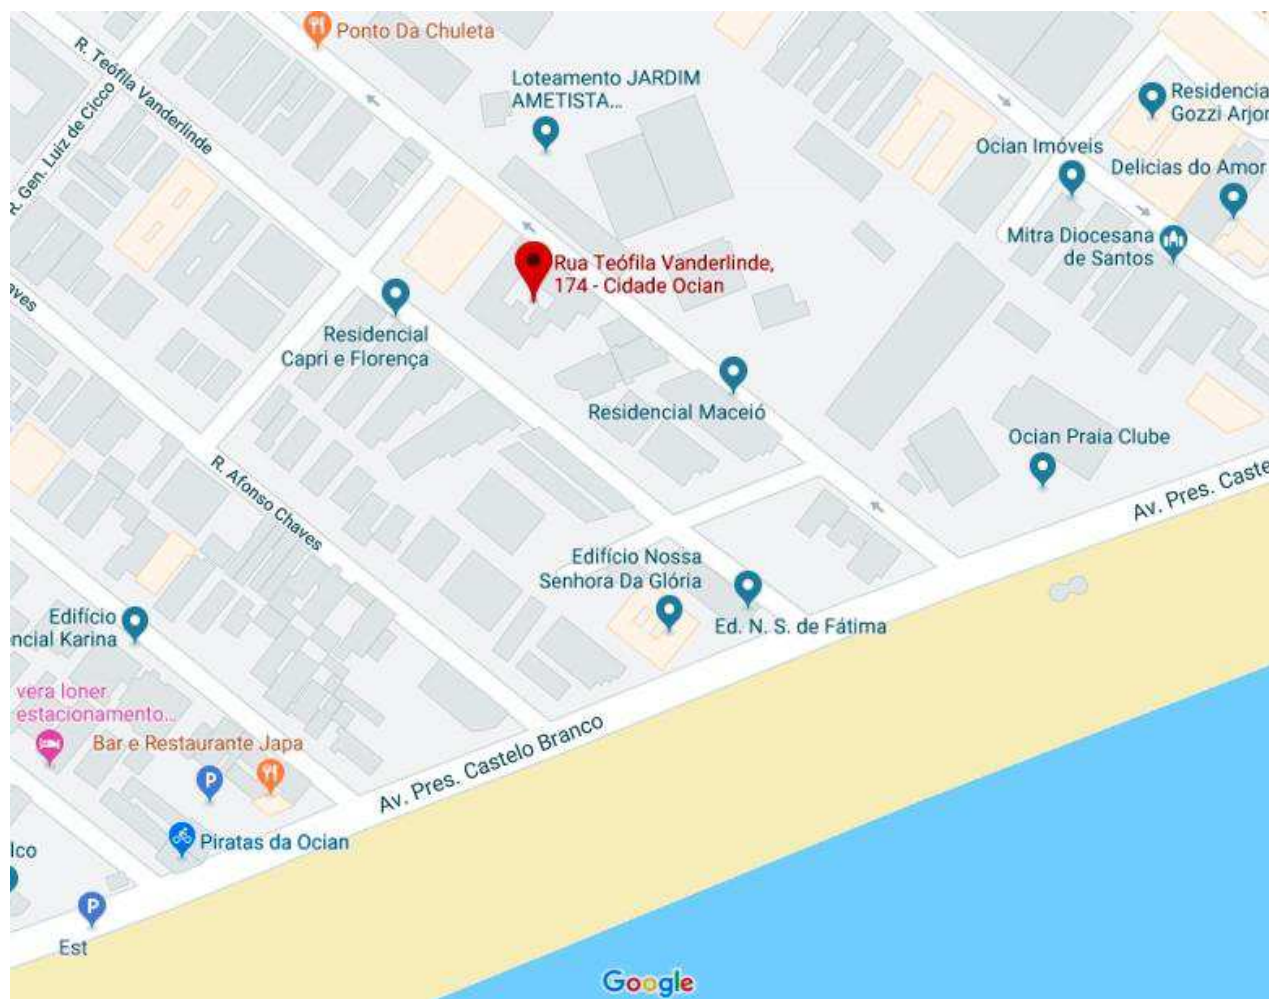 Ponto Da Chuleta
R. Teófila Vanderlinde
R. Gen. Luiz de Cicco
Loteamento JARDIM
AMETISTA...
Residencia
Gozzi Arjor
Ocian Imóveis
Delicias do Amor
Mitra Diocesana
de Santos
Rua Teófila Vanderlinde,
174 - Cidade Ocian
aves
Residencial
Capri e Florença
Residencial Maceió
Ocian Praia Clube
R. Afonso Chaves
Av. Pres. Caste
Edifício Nossa
Senhora Da Glória
Ed. N. S. de Fátima
Edifício
ncial Karina
vera loner
estacionamento...
Bar e Restaurante Japa
P
Av. Pres. Castelo Branco
Piratas da Ocian
lco
P
Est
Google